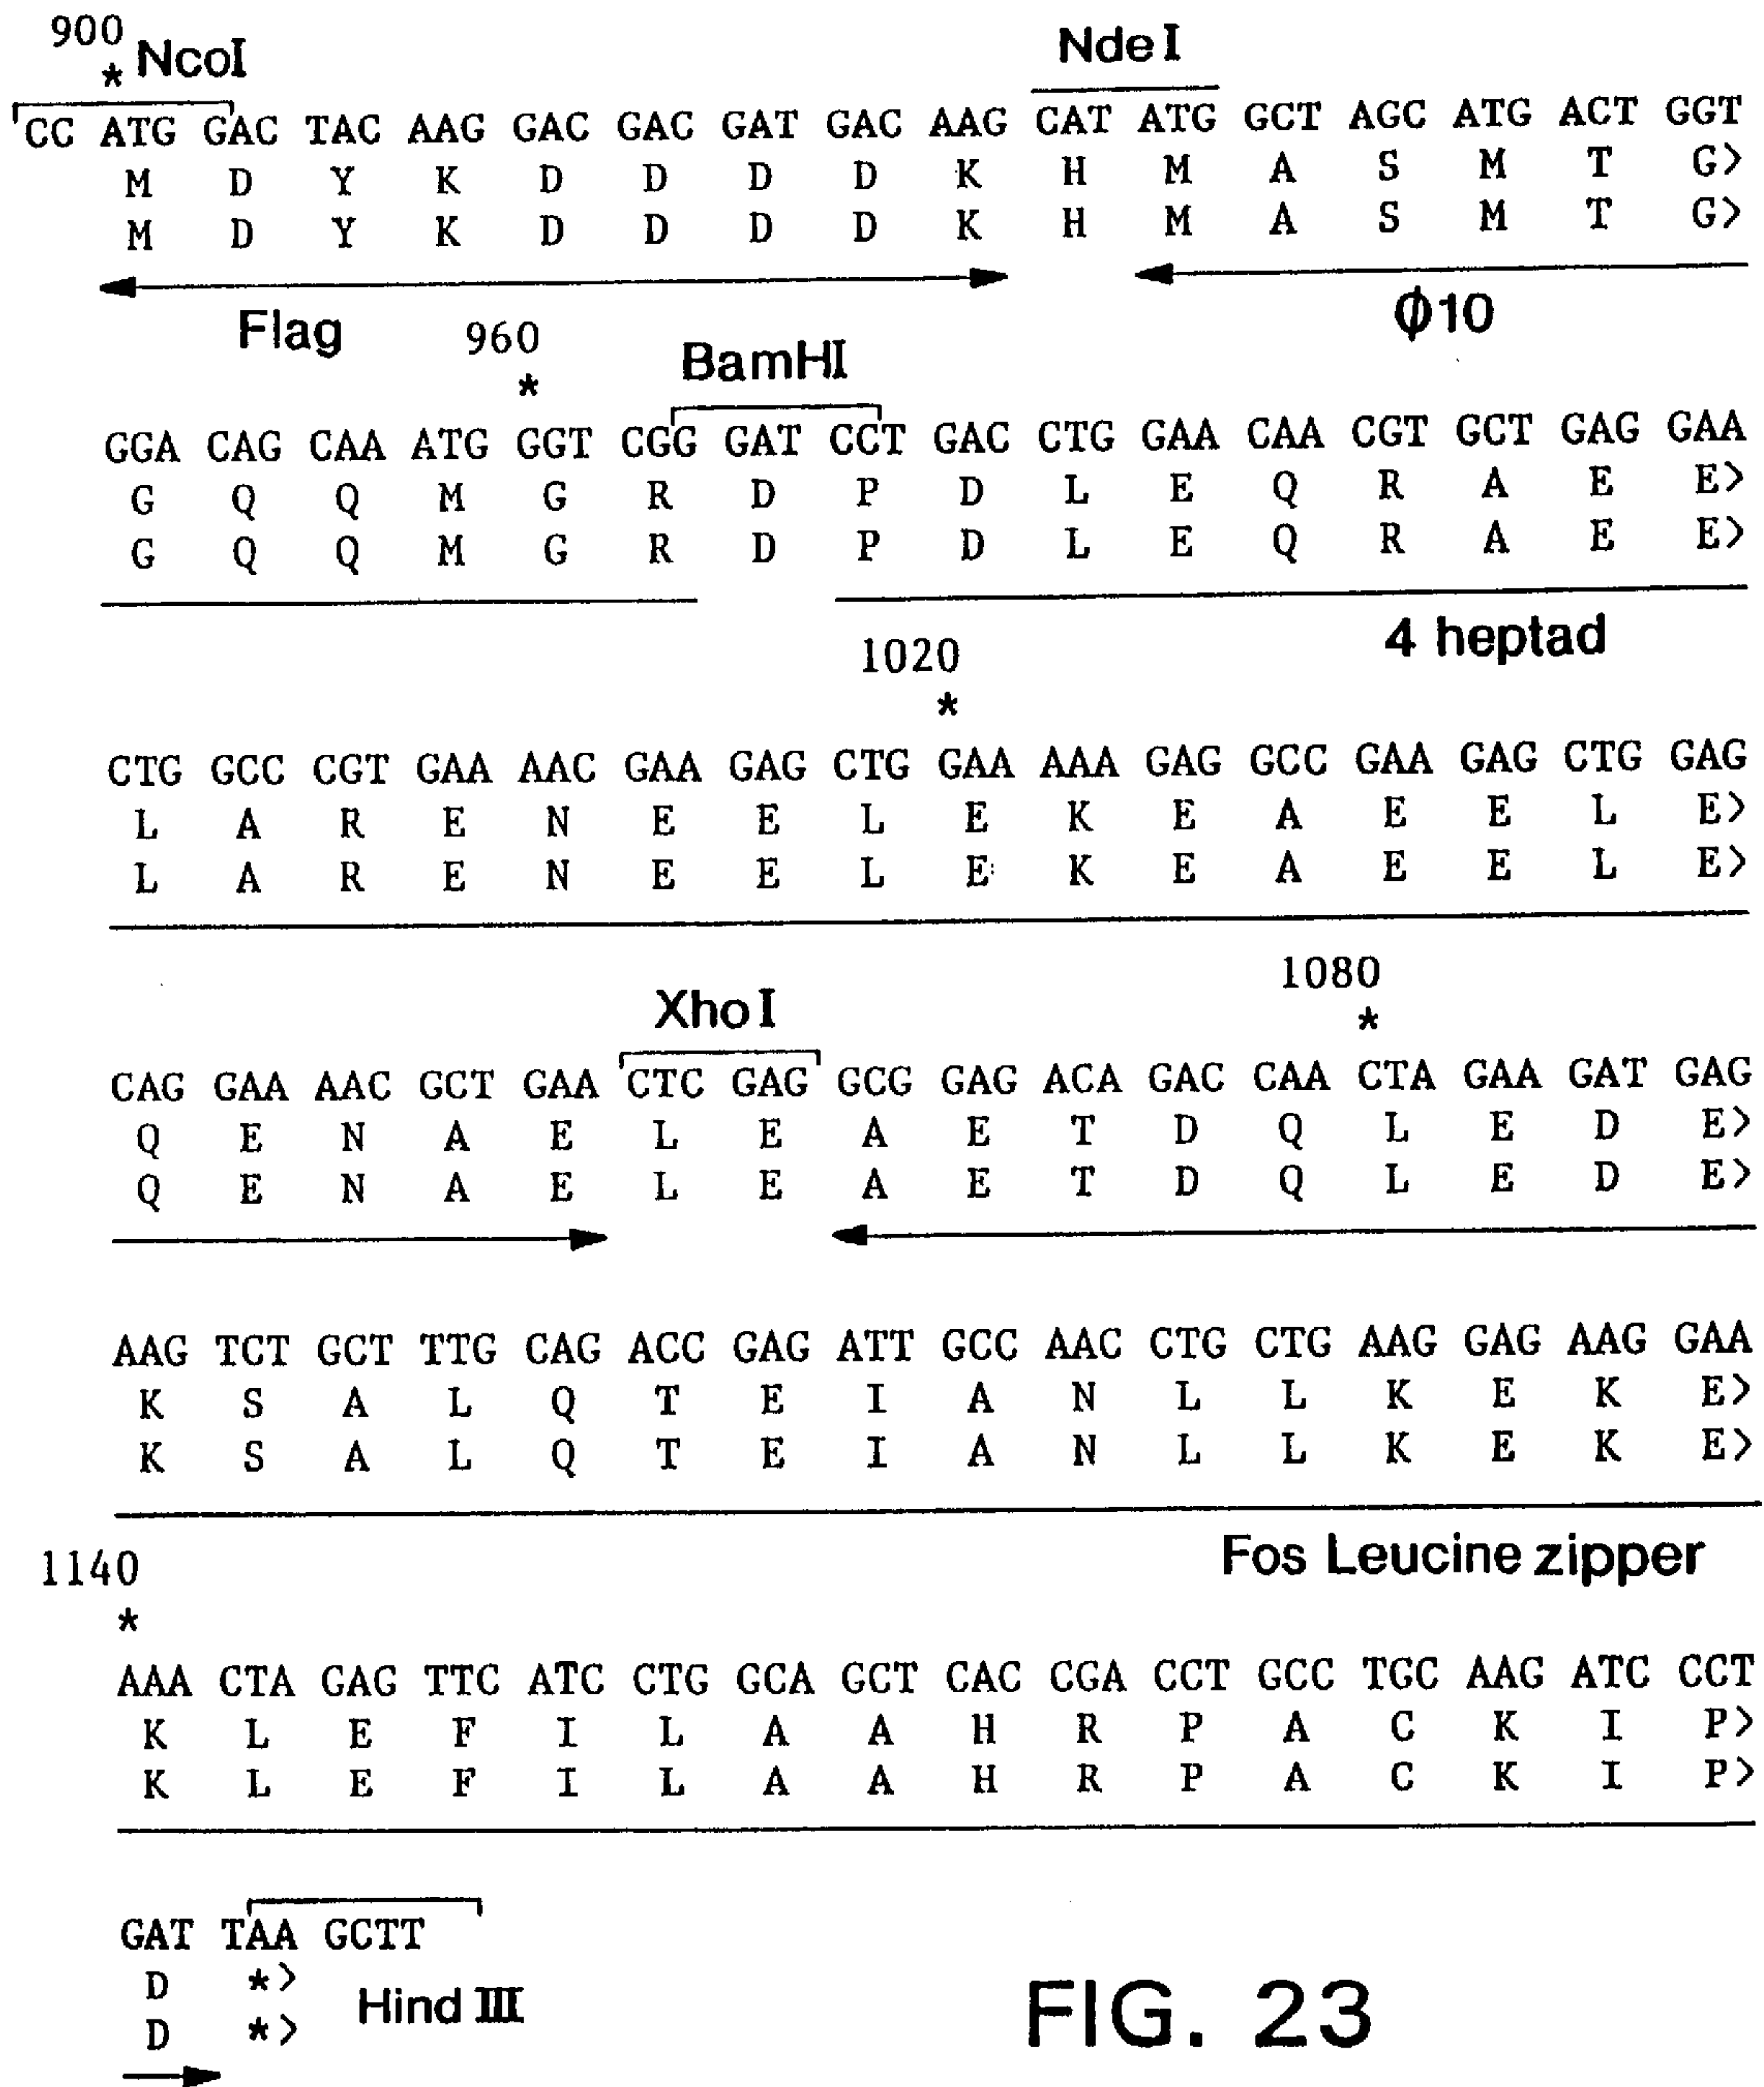 900
* NcoI NdeI
CC ATG GAC TAC AAG GAC GAC GAT GAC AAG CAT ATG GCT AGC ATG ACT GGT
M D Y K D D D D K H M A S M T G>
M D Y K D D D D K H M A S M T G>
Flag φ10
960 BamHI
*
GGA CAG CAA ATG GGT CGG GAT CCT GAC CTG GAA CAA CGT GCT GAG GAA
G Q Q M G R D P D L E Q R A E E>
G Q Q M G R D P D L E Q R A E E>
4 heptad
1020
*
CTG GCC CGT GAA AAC GAA GAG CTG GAA AAA GAG GCC GAA GAG CTG GAG
L A R E N E E L E K E A E E L E>
L A R E N E E L E K E A E E L E>
1080
XhoI *
CAG GAA AAC GCT GAA CTC GAG GCG GAG ACA GAC CAA CTA GAA GAT GAG
Q E N A E L E A E T D Q L E D E>
Q E N A E L E A E T D Q L E D E>
AAG TCT GCT TTG CAG ACC GAG ATT GCC AAC CTG CTG AAG GAG AAG GAA
K S A L Q T E I A N L L K E K E>
K S A L Q T E I A N L L K E K E>
Fos Leucine zipper
1140
*
AAA CTA GAG TTC ATC CTG GCA GCT CAC CGA CCT GCC TGC AAG ATC CCT
K L E F I L A A H R P A C K I P>
K L E F I L A A H R P A C K I P>
GAT TAA GCTT
D *>
D *>
Hind III
FIG. 23